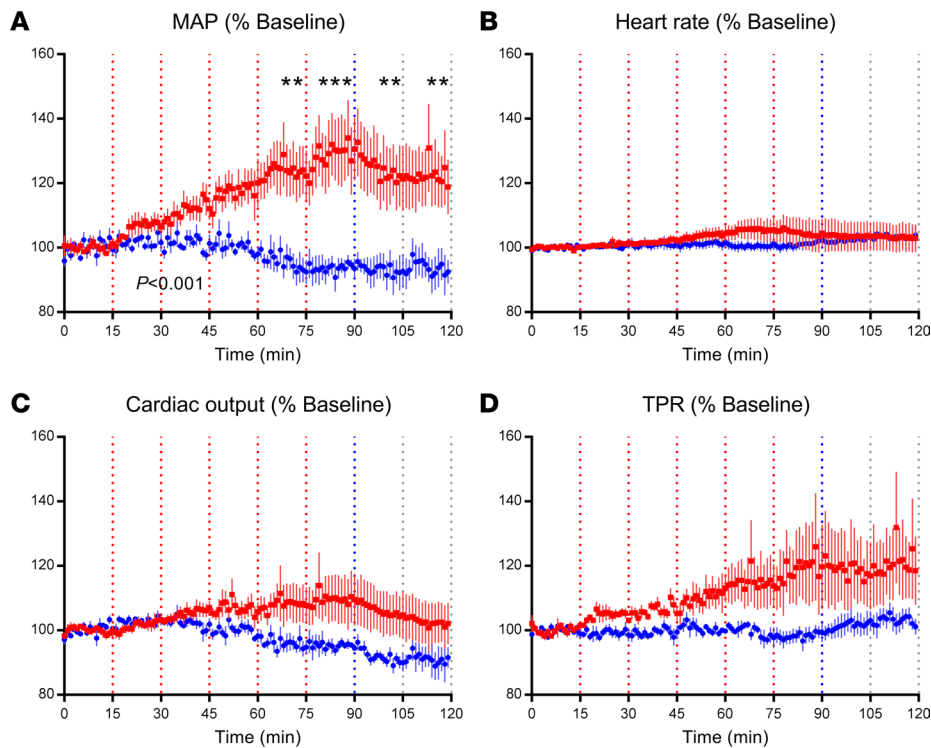 A MAP (% Baseline)
160
140
120
100
80
** *** ** **
P<0.001
0 15 30 45 60 75 90 105 120
Time (min)
B Heart rate (% Baseline)
160
140
120
100
80
0 15 30 45 60 75 90 105 120
Time (min)
C Cardiac output (% Baseline)
160
140
120
100
80
0 15 30 45 60 75 90 105 120
Time (min)
D TPR (% Baseline)
160
140
120
100
80
0 15 30 45 60 75 90 105 120
Time (min)